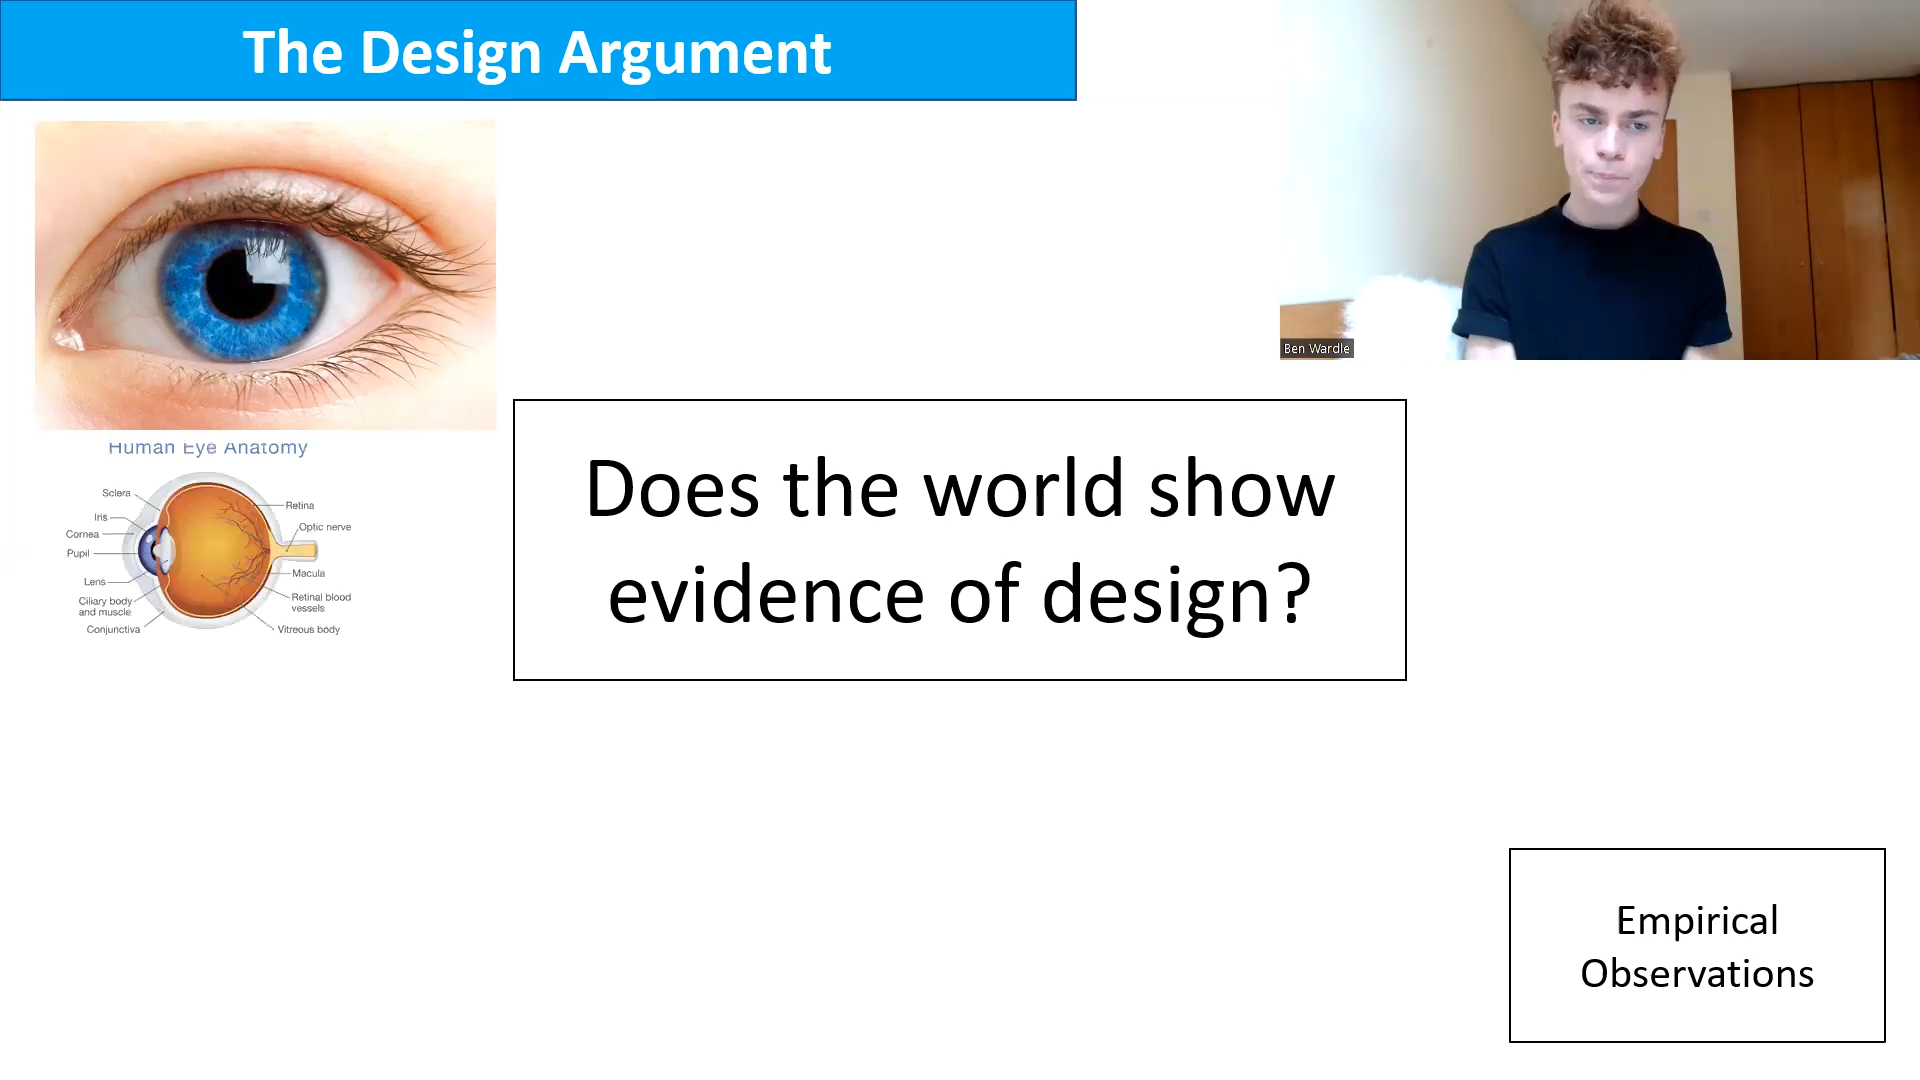 The Design Argument
Ben Wardle
Human Eye Anatomy
Sclera
Iris
Cornea
Pupil
Lens
Ciliary body
and muscle
Conjunctiva
Retina
Optic nerve
Macula
Retinal blood
vessels
Vitreous body
Does the world show
evidence of design?
Empirical
Observations